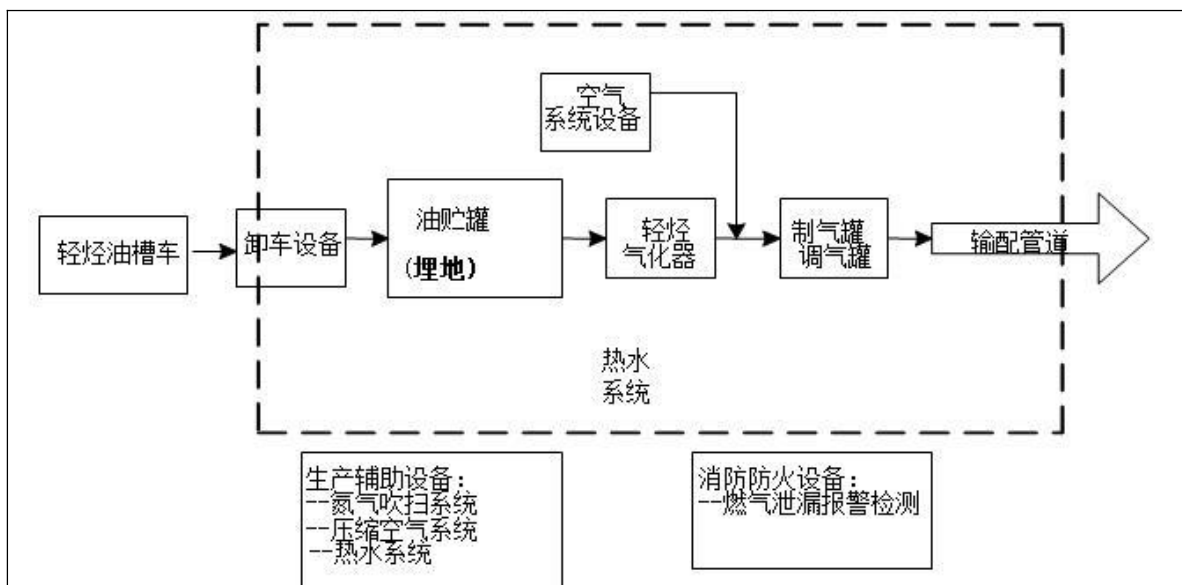 空气
系统设备
轻烃油槽车
卸车设备
油贮罐
(埋地)
轻烃
气化器
制气罐
调气罐
输配管道
热水
系统
生产辅助设备:
--氮气吹扫系统
--压缩空气系统
--热水系统
消防防火设备:
--燃气泄漏报警检测